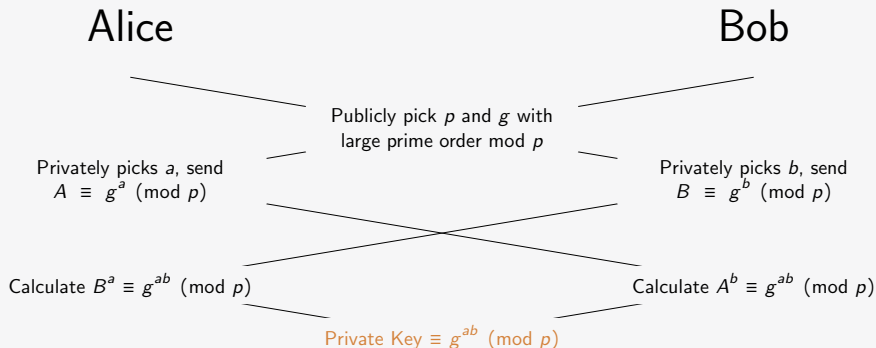 Alice
Bob
Publicly pick p and g with
large prime order mod p
Privately picks a, send
A ≡ g^a (mod p)
Privately picks b, send
B ≡ g^b (mod p)
Calculate B^a ≡ g^{ab} (mod p)
Calculate A^b ≡ g^{ab} (mod p)
Private Key ≡ g^{ab} (mod p)